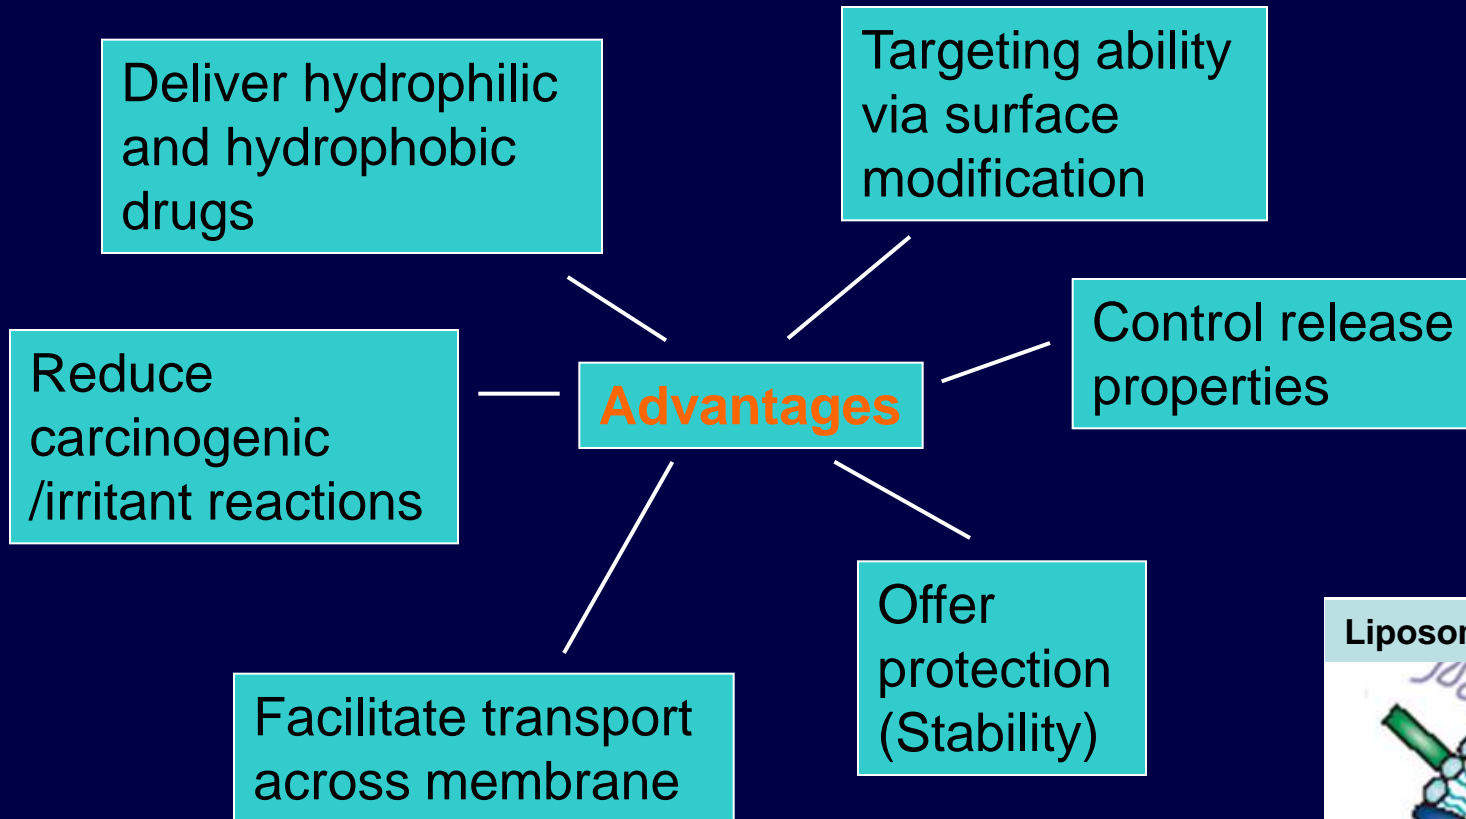 Deliver hydrophilic
and hydrophobic
drugs
Targeting ability
via surface
modification
Control release
properties
Reduce
carcinogenic
/irritant reactions
Advantages
Offer
protection
(Stability)
Facilitate transport
across membrane